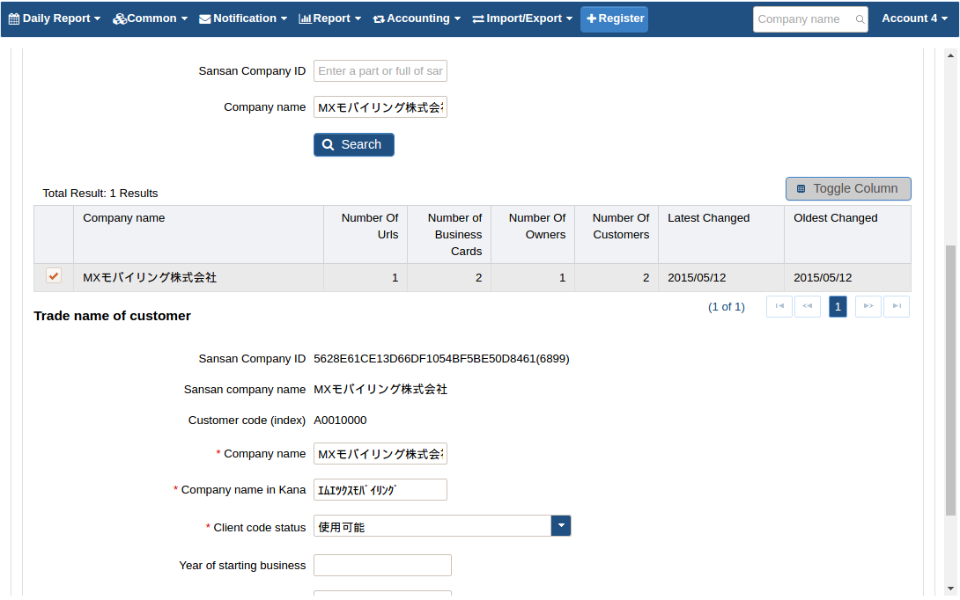 Daily Report Common Notification Report Accounting Import/Export Register Company name Account 4
Sansan Company ID Enter a part or full of sar
Company name MXモバイリング株式会
Search
Total Result: 1 Results
Toggle Column
Company name Number Of Urls Number of Business Cards Number Of Owners Number Of Customers Latest Changed Oldest Changed
MXモバイリング株式会社 1 2 1 2 2015/05/12 2015/05/12
(1 of 1) 1
Trade name of customer
Sansan Company ID 5628E61CE13D66DF1054BF5BE50D8461(6899)
Sansan company name MXモバイリング株式会社
Customer code (index) A0010000
* Company name MXモバイリング株式会
* Company name in Kana ｴﾑｴﾂｸｽﾓﾊﾞｲﾘﾝｸﾞ
* Client code status 使用可能
Year of starting business